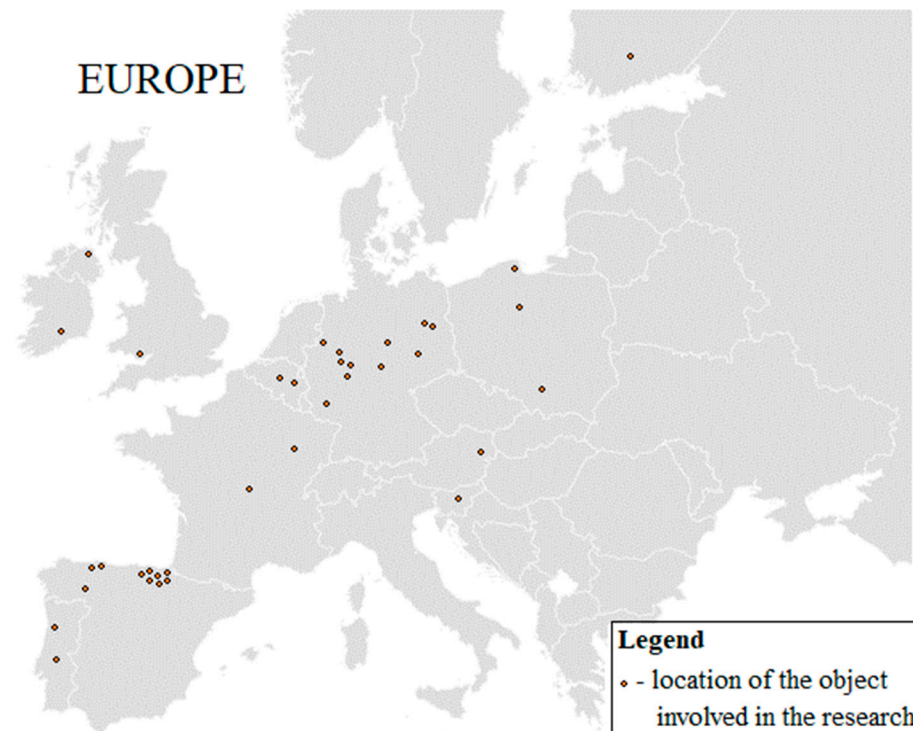 EUROPE
Legend
- location of the object
involved in the research